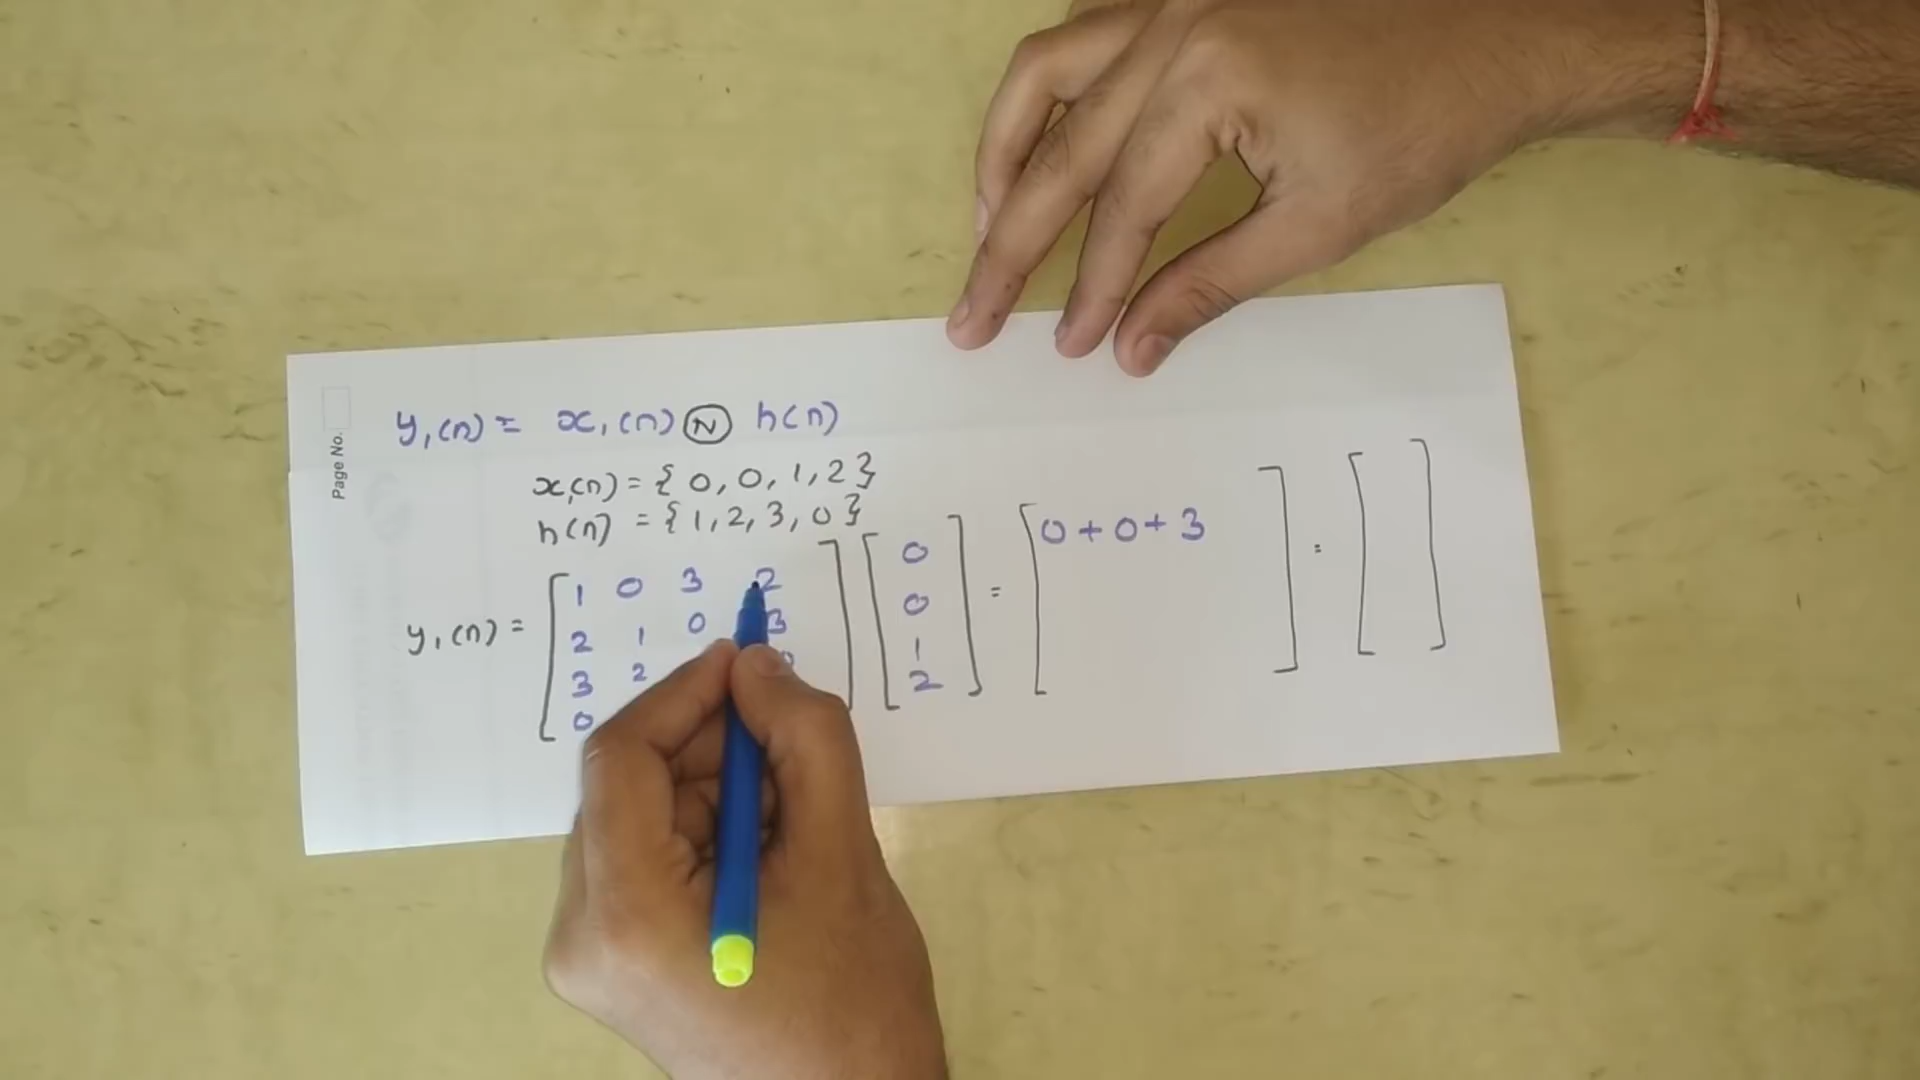 Page No.
y₁(n) = x₁(n) Ⓝ h(n)
x₁(n) = { 0, 0, 1, 2 }
h(n) = { 1, 2, 3, 0 }
y₁(n) = [ 1 0 3 2 ] [ 0 ] = [ 0 + 0 + 3 ] = [ ]
2 1 0 3 0
3 2 0 1
0 2